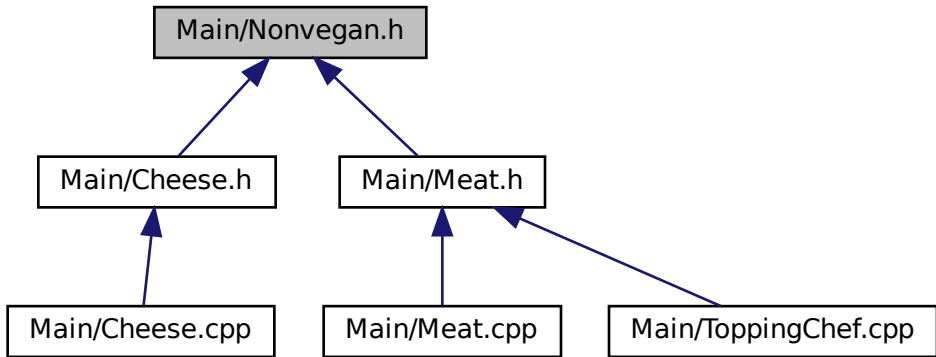 Main/Nonvegan.h
Main/Cheese.h
Main/Meat.h
Main/Cheese.cpp
Main/Meat.cpp
Main/ToppingChef.cpp